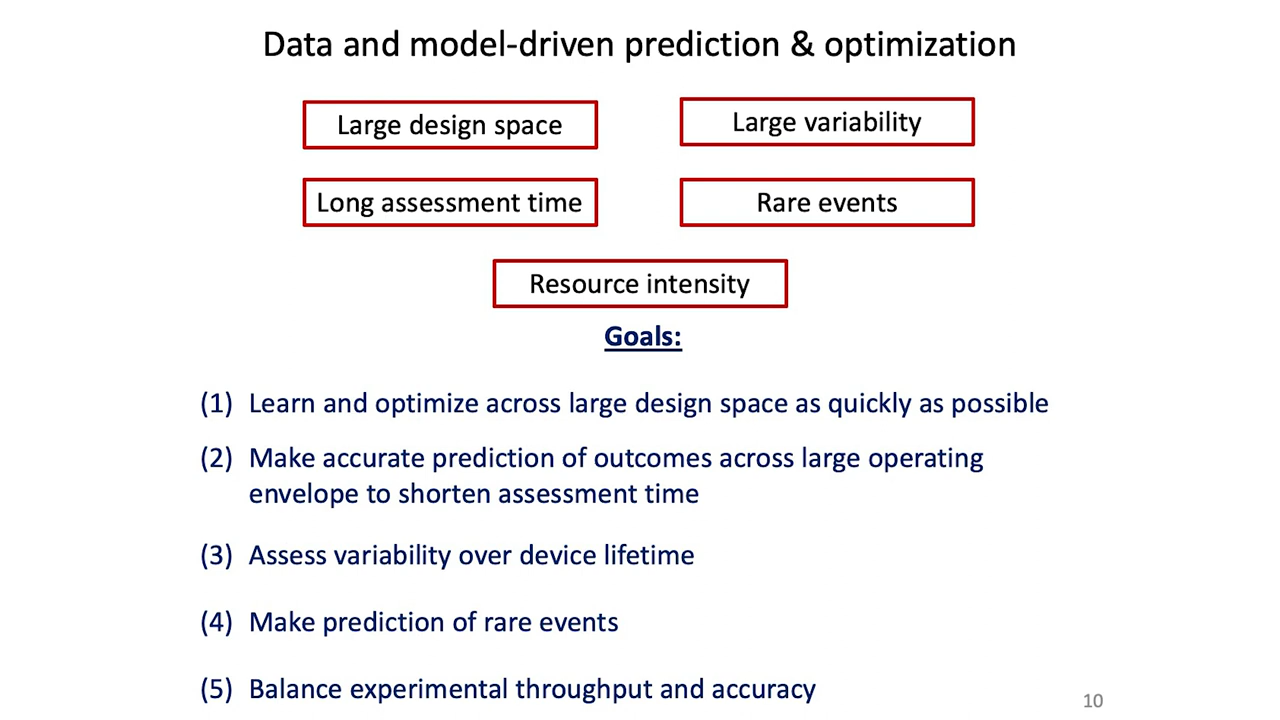 Data and model-driven prediction & optimization
Large design space
Large variability
Long assessment time
Rare events
Resource intensity
Goals:
(1) Learn and optimize across large design space as quickly as possible
(2) Make accurate prediction of outcomes across large operating
envelope to shorten assessment time
(3) Assess variability over device lifetime
(4) Make prediction of rare events
(5) Balance experimental throughput and accuracy
10